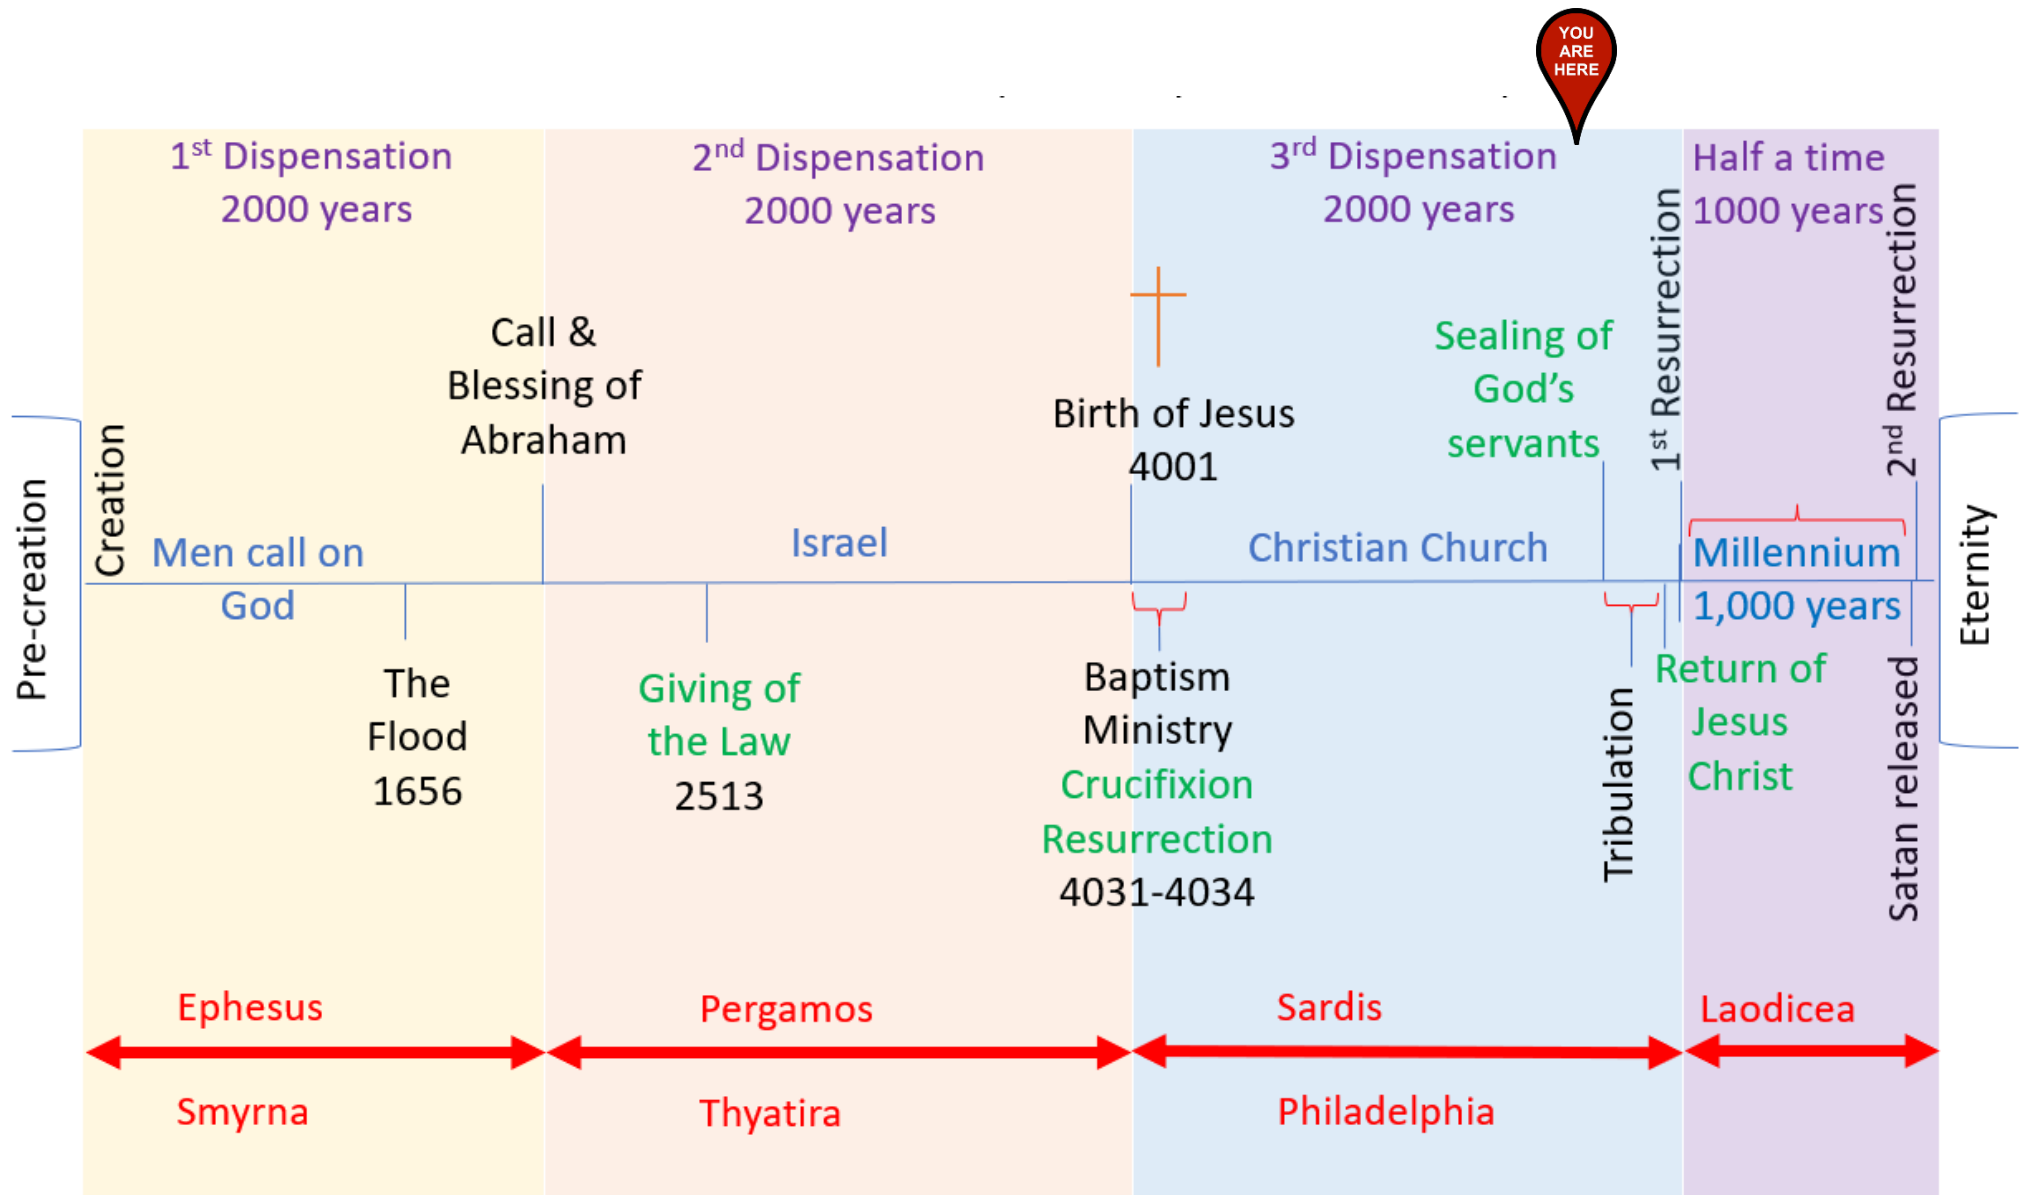 YOU
ARE
HERE
1st Dispensation
2000 years
2nd Dispensation
2000 years
3rd Dispensation
2000 years
Half a time
1000 years
Call &
Blessing of
Abraham
Birth of Jesus
4001
Sealing of
God’s
servants
1st Resurrection
2nd Resurrection
Pre-creation
Creation
Men call on
God
Israel
Christian Church
Millennium
1,000 years
Eternity
The
Flood
1656
Giving of
the Law
2513
Baptism
Ministry
Crucifixion
Resurrection
4031-4034
Tribulation
Return of
Jesus
Christ
Satan released
Ephesus
Pergamos
Sardis
Laodicea
Smyrna
Thyatira
Philadelphia